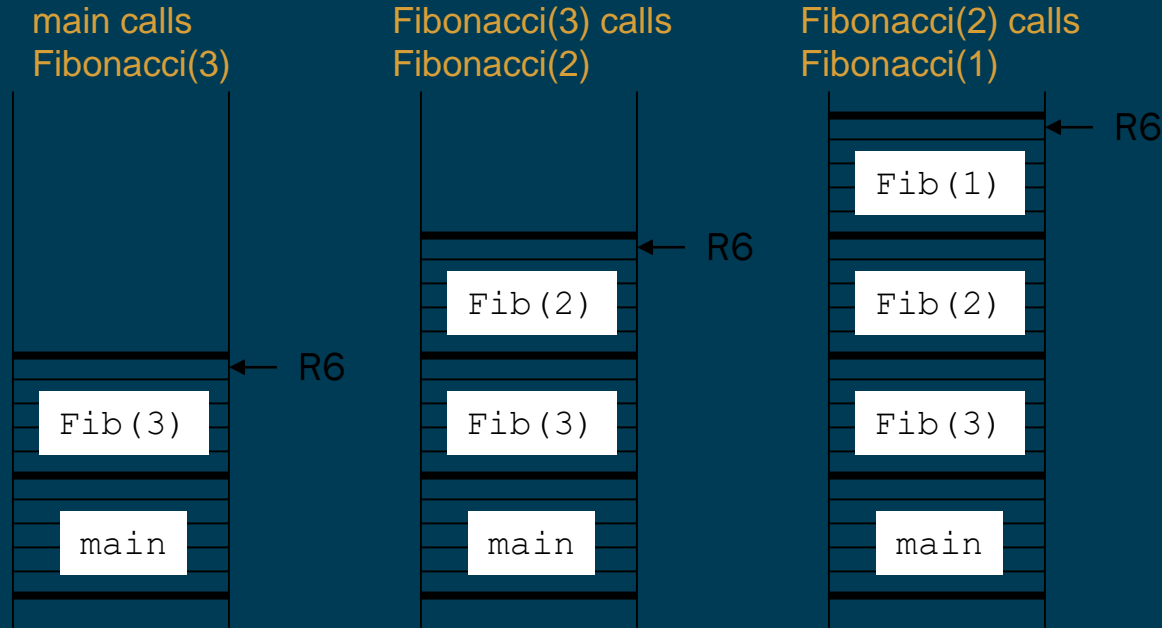 main calls
Fibonacci(3)
Fibonacci(3) calls
Fibonacci(2)
Fibonacci(2) calls
Fibonacci(1)
R6
Fib(3)
main
R6
Fib(2)
Fib(3)
main
R6
Fib(1)
Fib(2)
Fib(3)
main